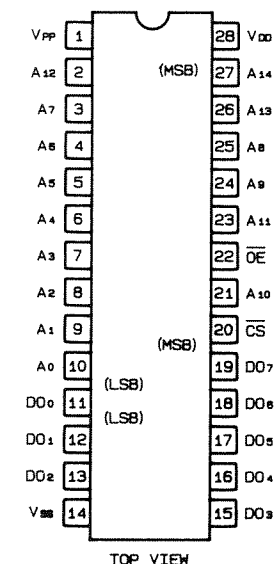 VPP 1 28 VDD
A12 2 (MSB) 27 A14
A7 3 26 A13
A6 4 25 A8
A5 5 24 A9
A4 6 23 A11
A3 7 22 O̅E̅
A2 8 21 A10
A1 9 20 C̅S̅
(MSB)
A0 10 19 DO7
(LSB)
DO0 11 18 DO6
(LSB)
DO1 12 17 DO5
DO2 13 16 DO4
VSS 14 15 DO3
TOP VIEW